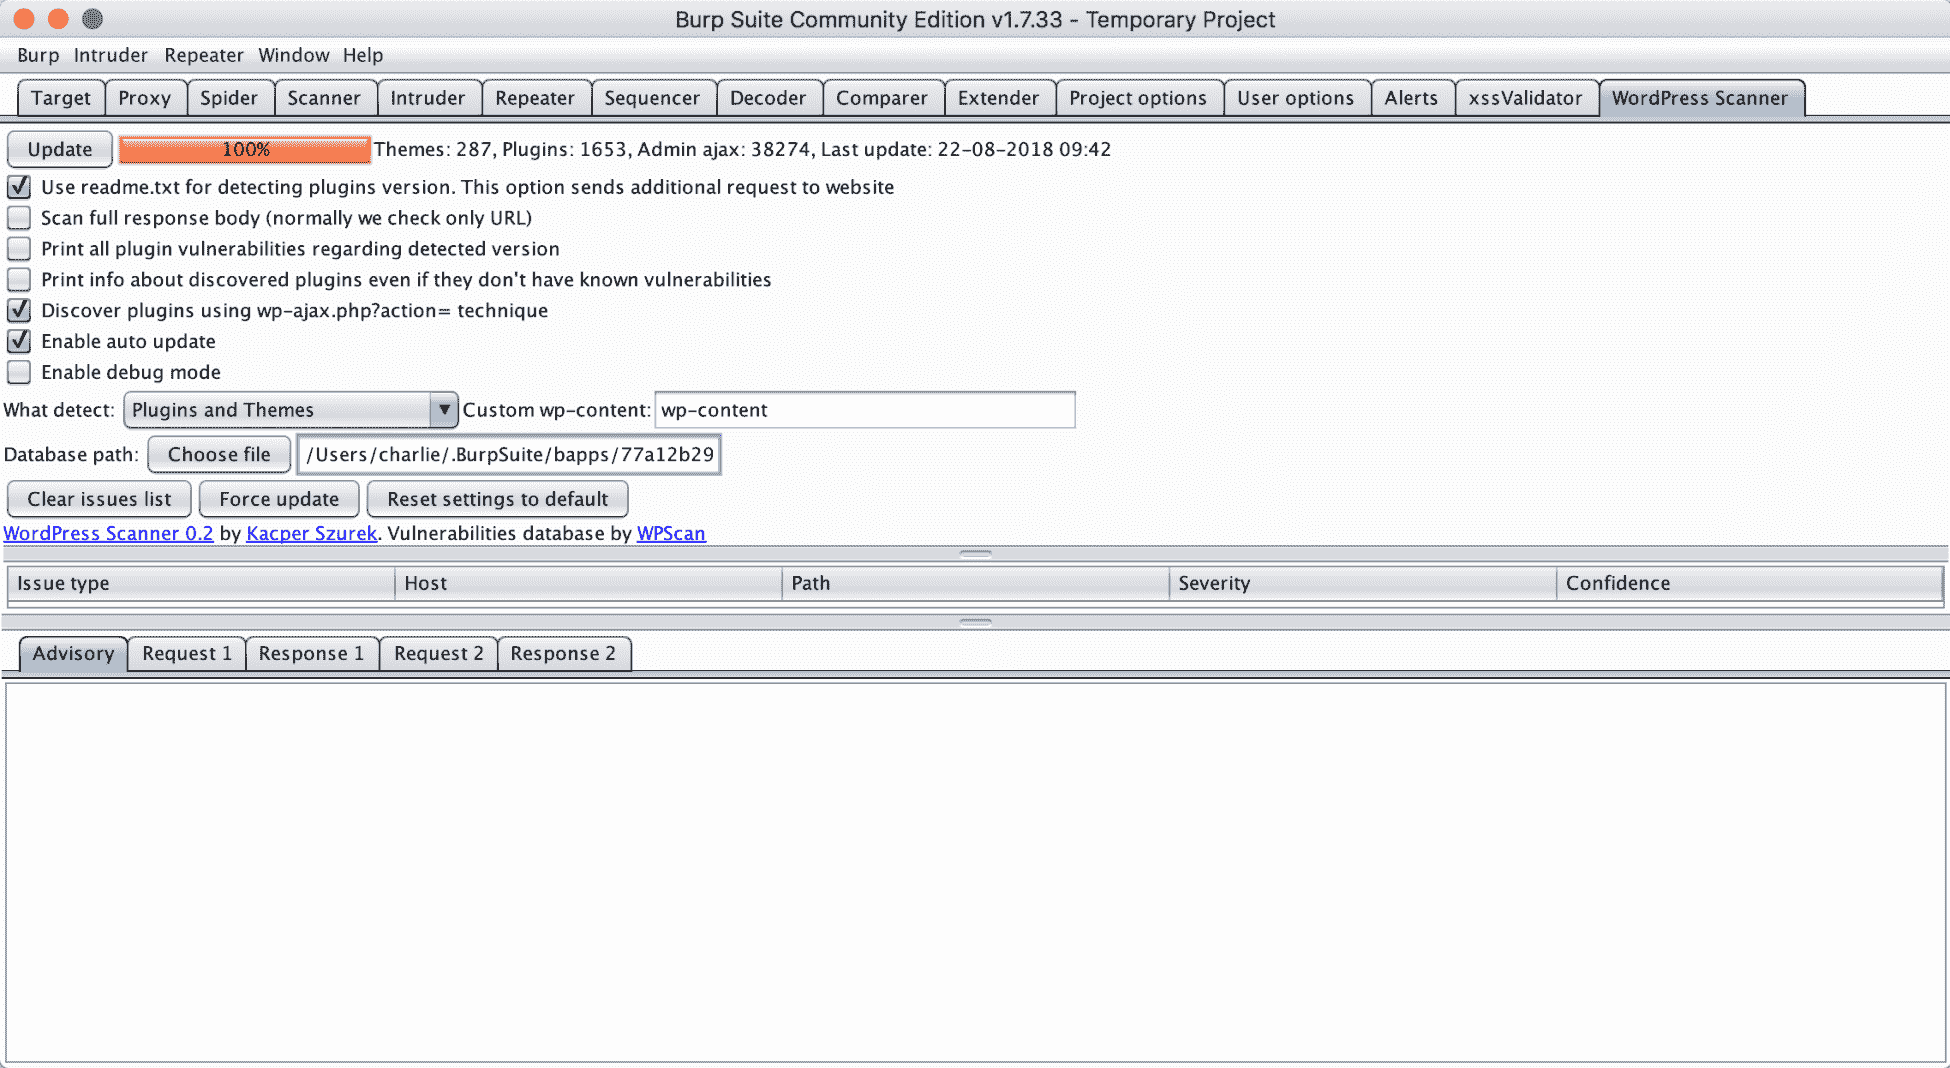 Burp Suite Community Edition v1.7.33 - Temporary Project
Burp Intruder Repeater Window Help
Target Proxy Spider Scanner Intruder Repeater Sequencer Decoder Comparer Extender Project options User options Alerts xssValidator WordPress Scanner
Update 100% Themes: 287, Plugins: 1653, Admin ajax: 38274, Last update: 22-08-2018 09:42
Use readme.txt for detecting plugins version. This option sends additional request to website
Scan full response body (normally we check only URL)
Print all plugin vulnerabilities regarding detected version
Print info about discovered plugins even if they don't have known vulnerabilities
Discover plugins using wp-ajax.php?action= technique
Enable auto update
Enable debug mode
What detect: Plugins and Themes Custom wp-content: wp-content
Database path: Choose file /Users/charlie/.BurpSuite/bapps/77a12b29
Clear issues list Force update Reset settings to default
WordPress Scanner 0.2 by Kacper Szurek. Vulnerabilities database by WPScan
Issue type Host Path Severity Confidence
Advisory Request 1 Response 1 Request 2 Response 2